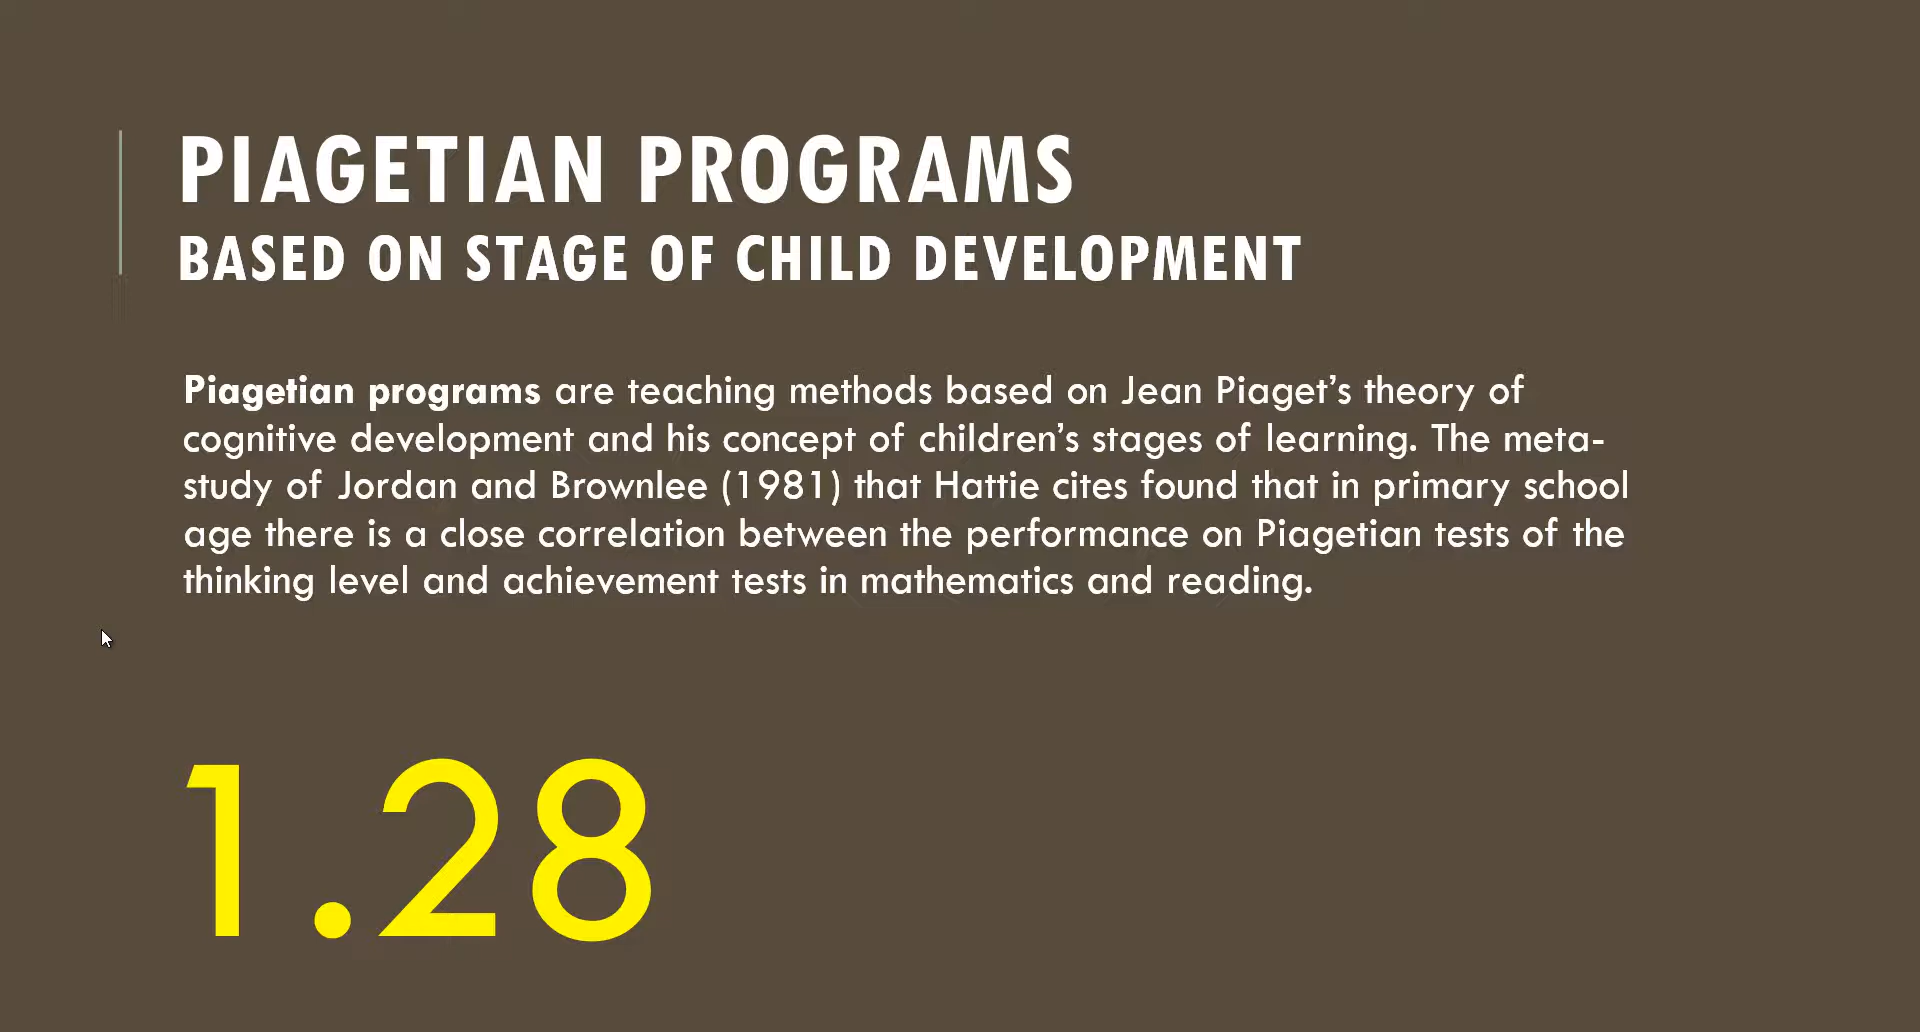 PIAGETIAN PROGRAMS
BASED ON STAGE OF CHILD DEVELOPMENT
Piagetian programs are teaching methods based on Jean Piaget’s theory of
cognitive development and his concept of children’s stages of learning. The meta-
study of Jordan and Brownlee (1981) that Hattie cites found that in primary school
age there is a close correlation between the performance on Piagetian tests of the
thinking level and achievement tests in mathematics and reading.
1.28